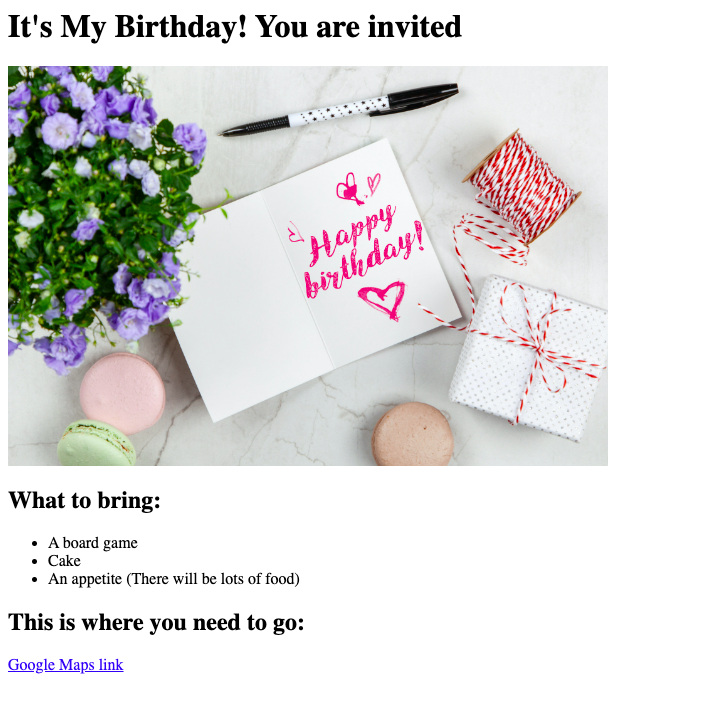 It's My Birthday! You are invited
Happy
birthday!
What to bring:
A board game
Cake
An appetite (There will be lots of food)
This is where you need to go:
Google Maps link